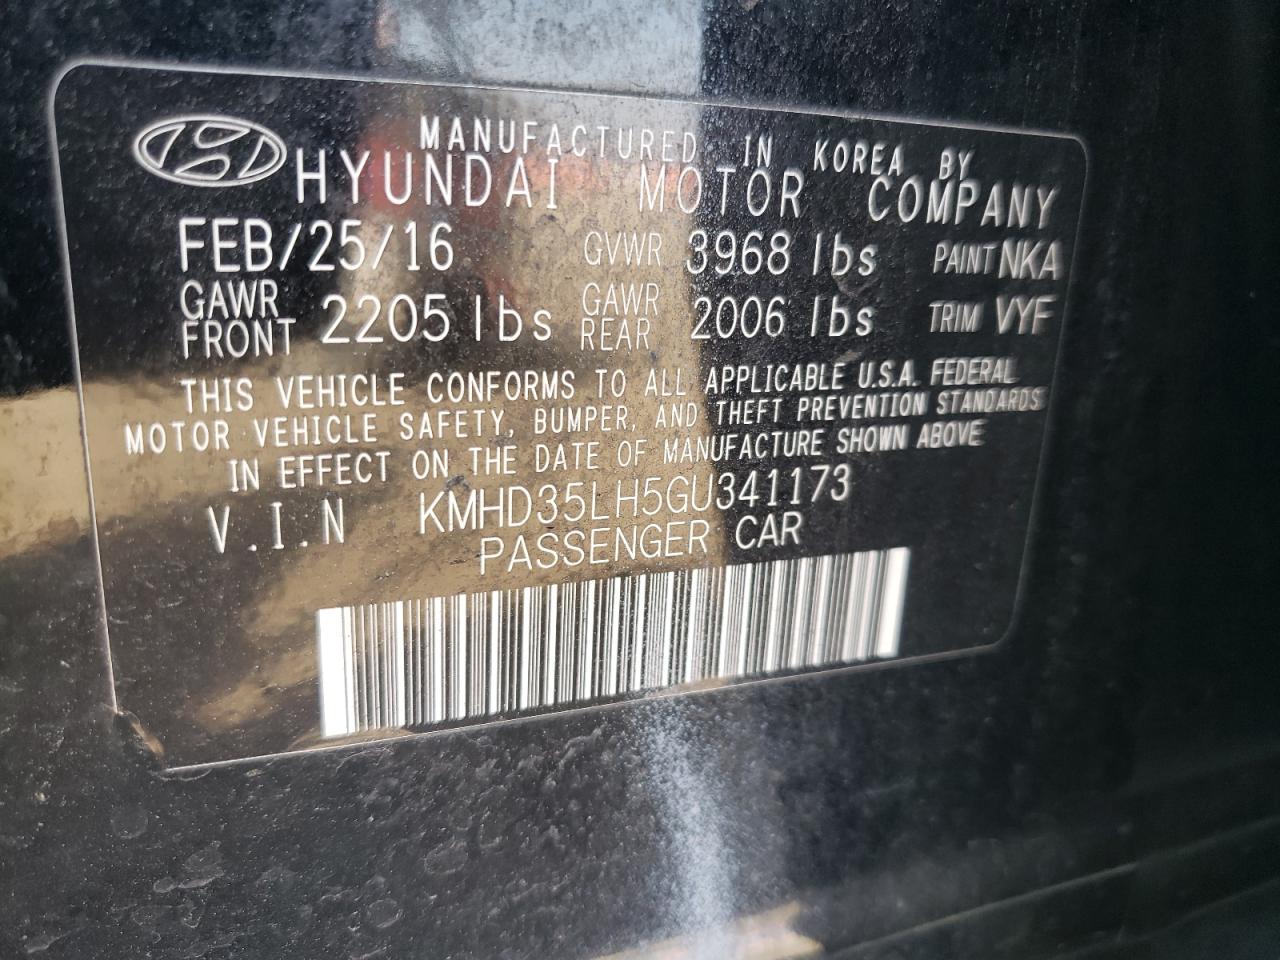 MANUFACTURED IN KOREA BY
HYUNDAI MOTOR COMPANY
FEB/25/16 GVWR 3968 lbs PAINT NKA
GAWR FRONT 2205 lbs GAWR REAR 2006 lbs TRIM VYF
THIS VEHICLE CONFORMS TO ALL APPLICABLE U.S.A. FEDERAL
MOTOR VEHICLE SAFETY, BUMPER, AND THEFT PREVENTION STANDARDS
IN EFFECT ON THE DATE OF MANUFACTURE SHOWN ABOVE
V.I.N KMHD35LH5GU341173
PASSENGER CAR